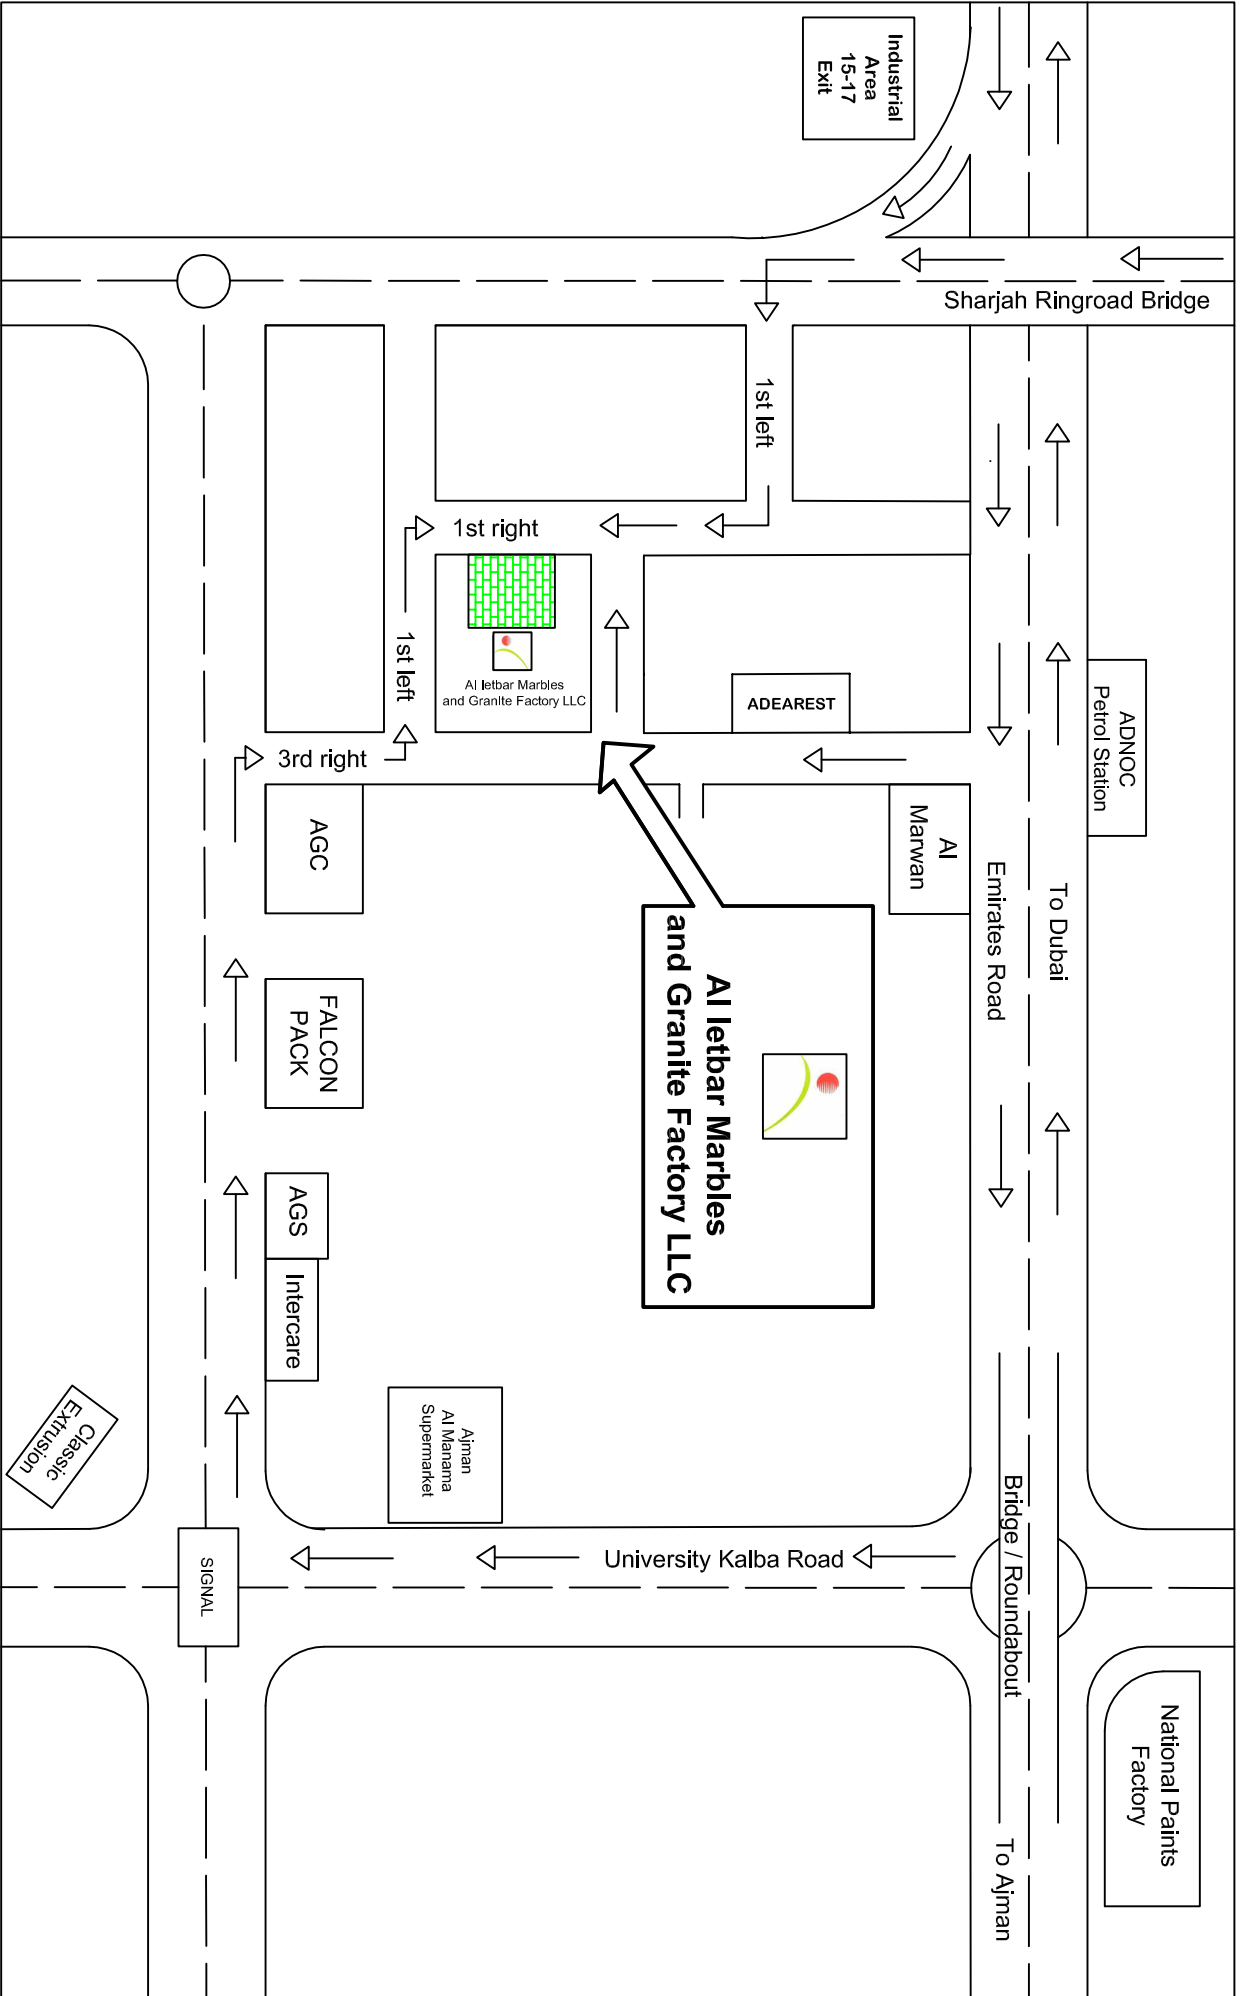 Industrial
Area
15-17
Exit
Sharjah Ringroad Bridge
1st left
1st right
1st left
3rd right
Al Ietbar Marbles
and Granite Factory LLC
ADEAREST
ADNOC
Petrol Station
Al
Marwan
Emirates Road
To Dubai
AGC
FALCON
PACK
AGS
Intercare
Al Ietbar Marbles
and Granite Factory LLC
Ajman
Al Manama
Supermarket
Classic
Extrusion
SIGNAL
University Kalba Road
Bridge / Roundabout
National Paints
Factory
To Ajman